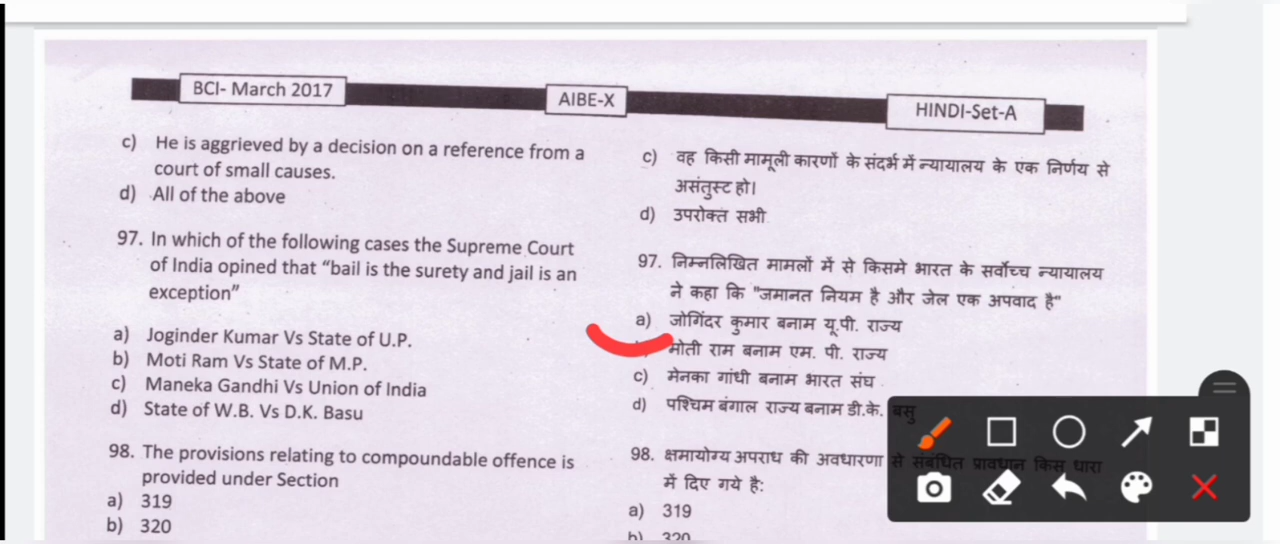 BCI- March 2017
AIBE-X
HINDI-Set-A
c) He is aggrieved by a decision on a reference from a
court of small causes.
d) All of the above
97. In which of the following cases the Supreme Court
of India opined that “bail is the surety and jail is an
exception”
a) Joginder Kumar Vs State of U.P.
b) Moti Ram Vs State of M.P.
c) Maneka Gandhi Vs Union of India
d) State of W.B. Vs D.K. Basu
98. The provisions relating to compoundable offence is
provided under Section
a) 319
b) 320
c) वह किसी मामूली कारणों के संदर्भ में न्यायालय के एक निर्णय से
असंतुस्ट हो।
d) उपरोक्त सभी
97. निम्नलिखित मामलों में से किसमे भारत के सर्वोच्च न्यायालय
ने कहा कि "जमानत नियम है और जेल एक अपवाद है"
a) जोगिंदर कुमार बनाम यू.पी. राज्य
मोती राम बनाम एम. पी. राज्य
c) मेनका गांधी बनाम भारत संघ
d) पश्चिम बंगाल राज्य बनाम डी.के. बसु
98. क्षमायोग्य अपराध की अवधारणा से संबंधित प्रावधान किस धारा
में दिए गये है:
a) 319
b) 320